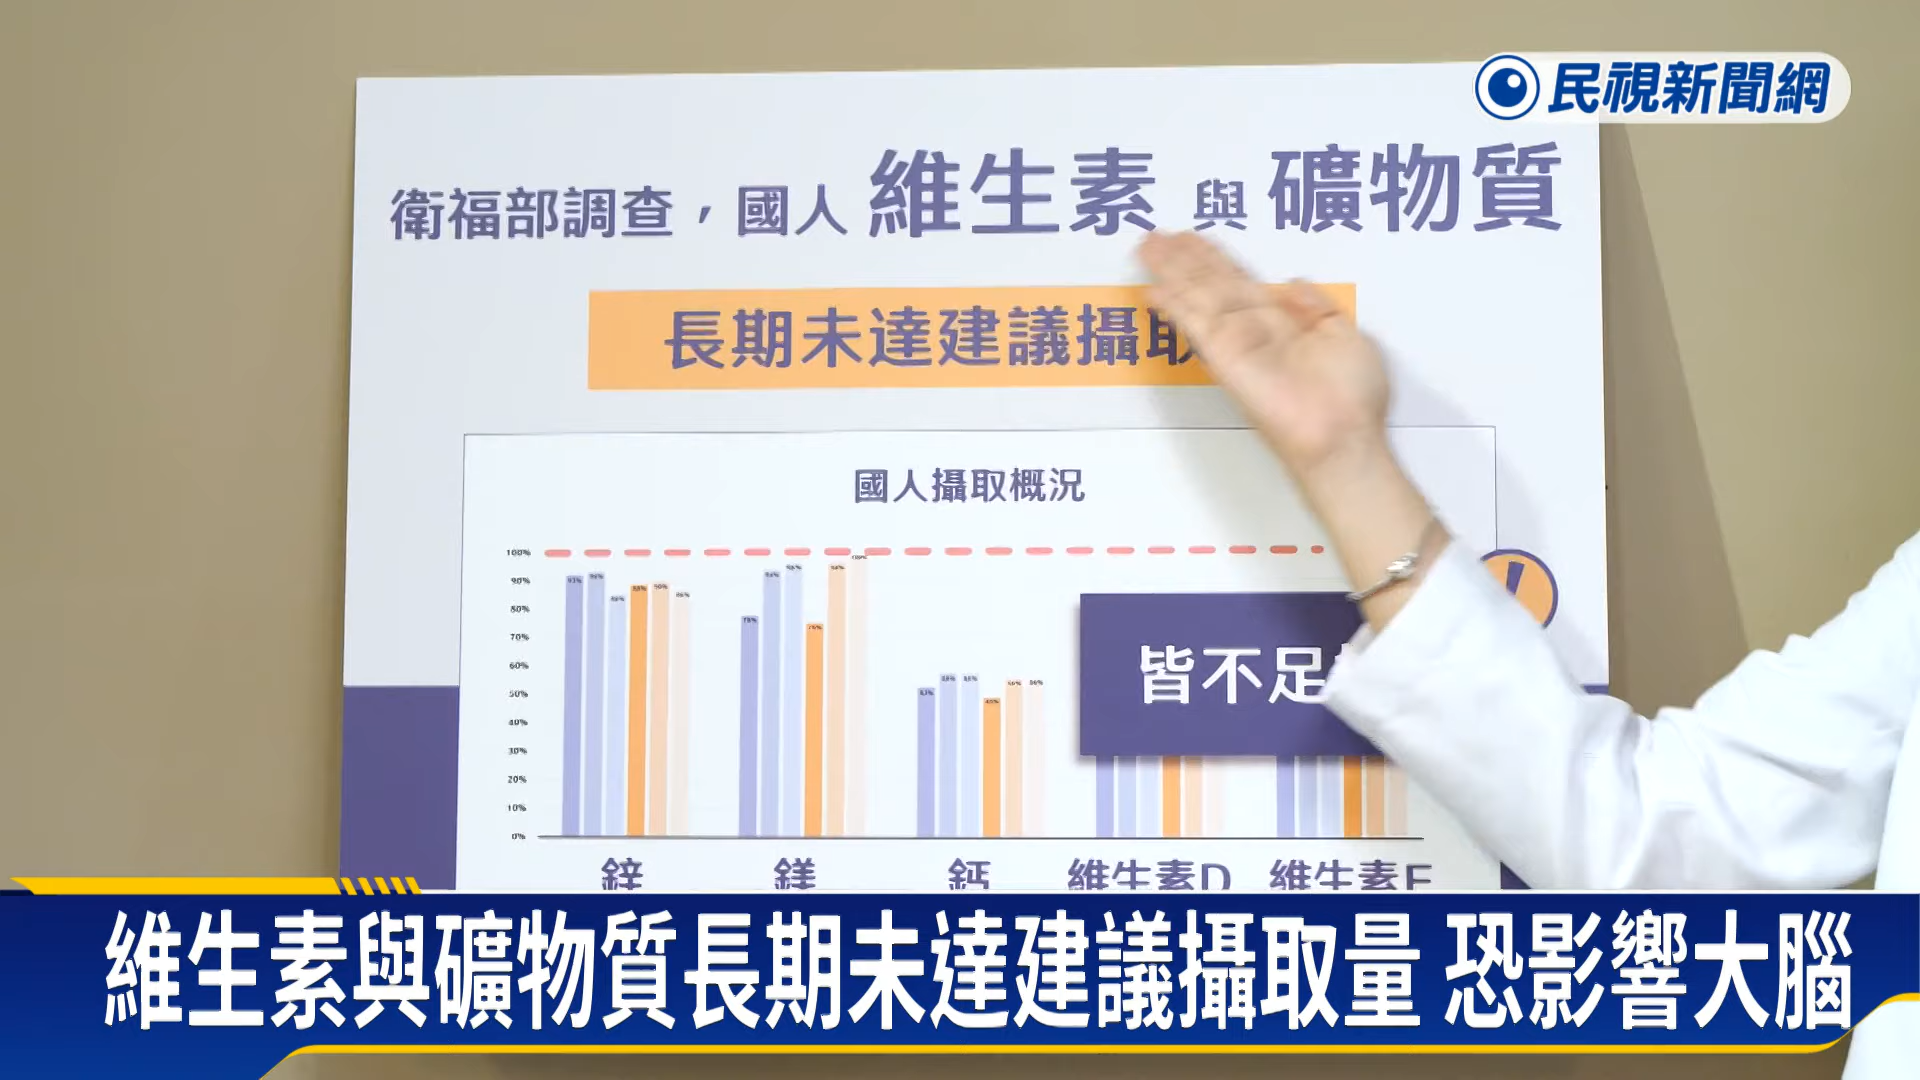 民視新聞網
衛福部調查，國人維生素與礦物質
長期未達建議攝取
國人攝取概況
100%
90%
80%
70%
60%
50%
40%
30%
20%
10%
0%
皆不足
鋅 鎂 鈣 維生素D 維生素E
維生素與礦物質長期未達建議攝取量 恐影響大腦